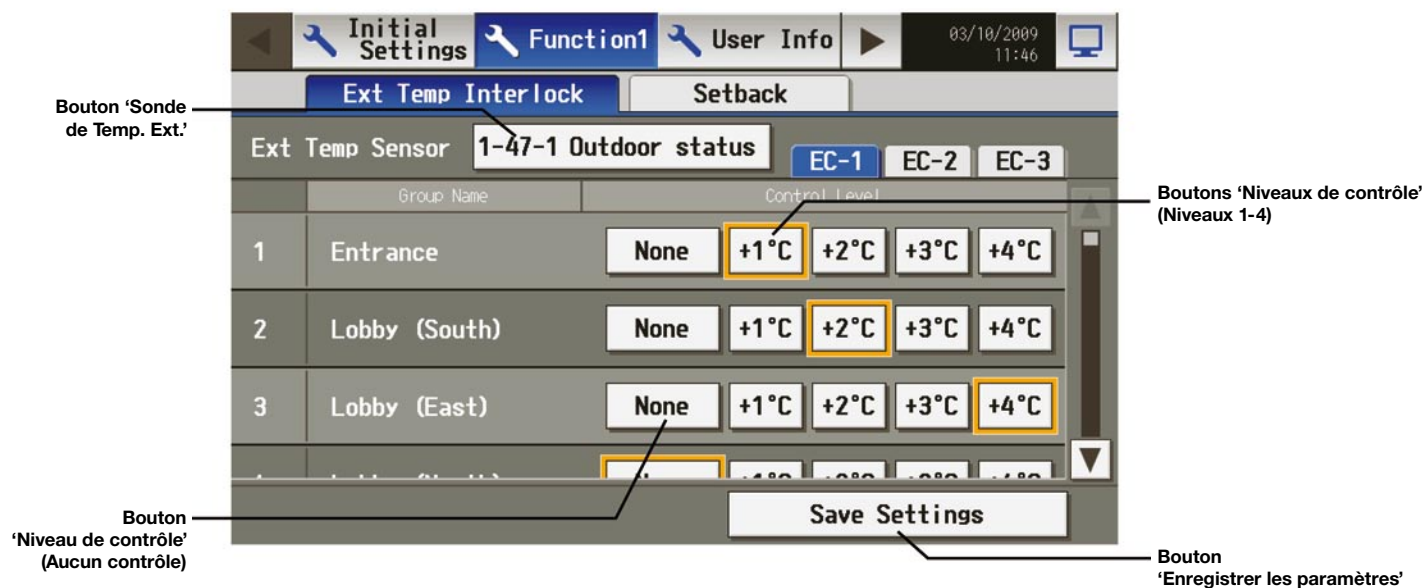 Initial Settings
Function1
User Info
03/10/2009
11:46
Ext Temp Interlock
Setback
Bouton ‘Sonde
de Temp. Ext.’
Ext Temp Sensor
1-47-1 Outdoor status
EC-1
EC-2
EC-3
Group Name
Control Level
Boutons ‘Niveaux de contrôle’
(Niveaux 1-4)
1 Entrance None +1°C +2°C +3°C +4°C
2 Lobby (South) None +1°C +2°C +3°C +4°C
3 Lobby (East) None +1°C +2°C +3°C +4°C
Save Settings
Bouton
‘Niveau de contrôle’
(Aucun contrôle)
Bouton
‘Enregistrer les paramètres’